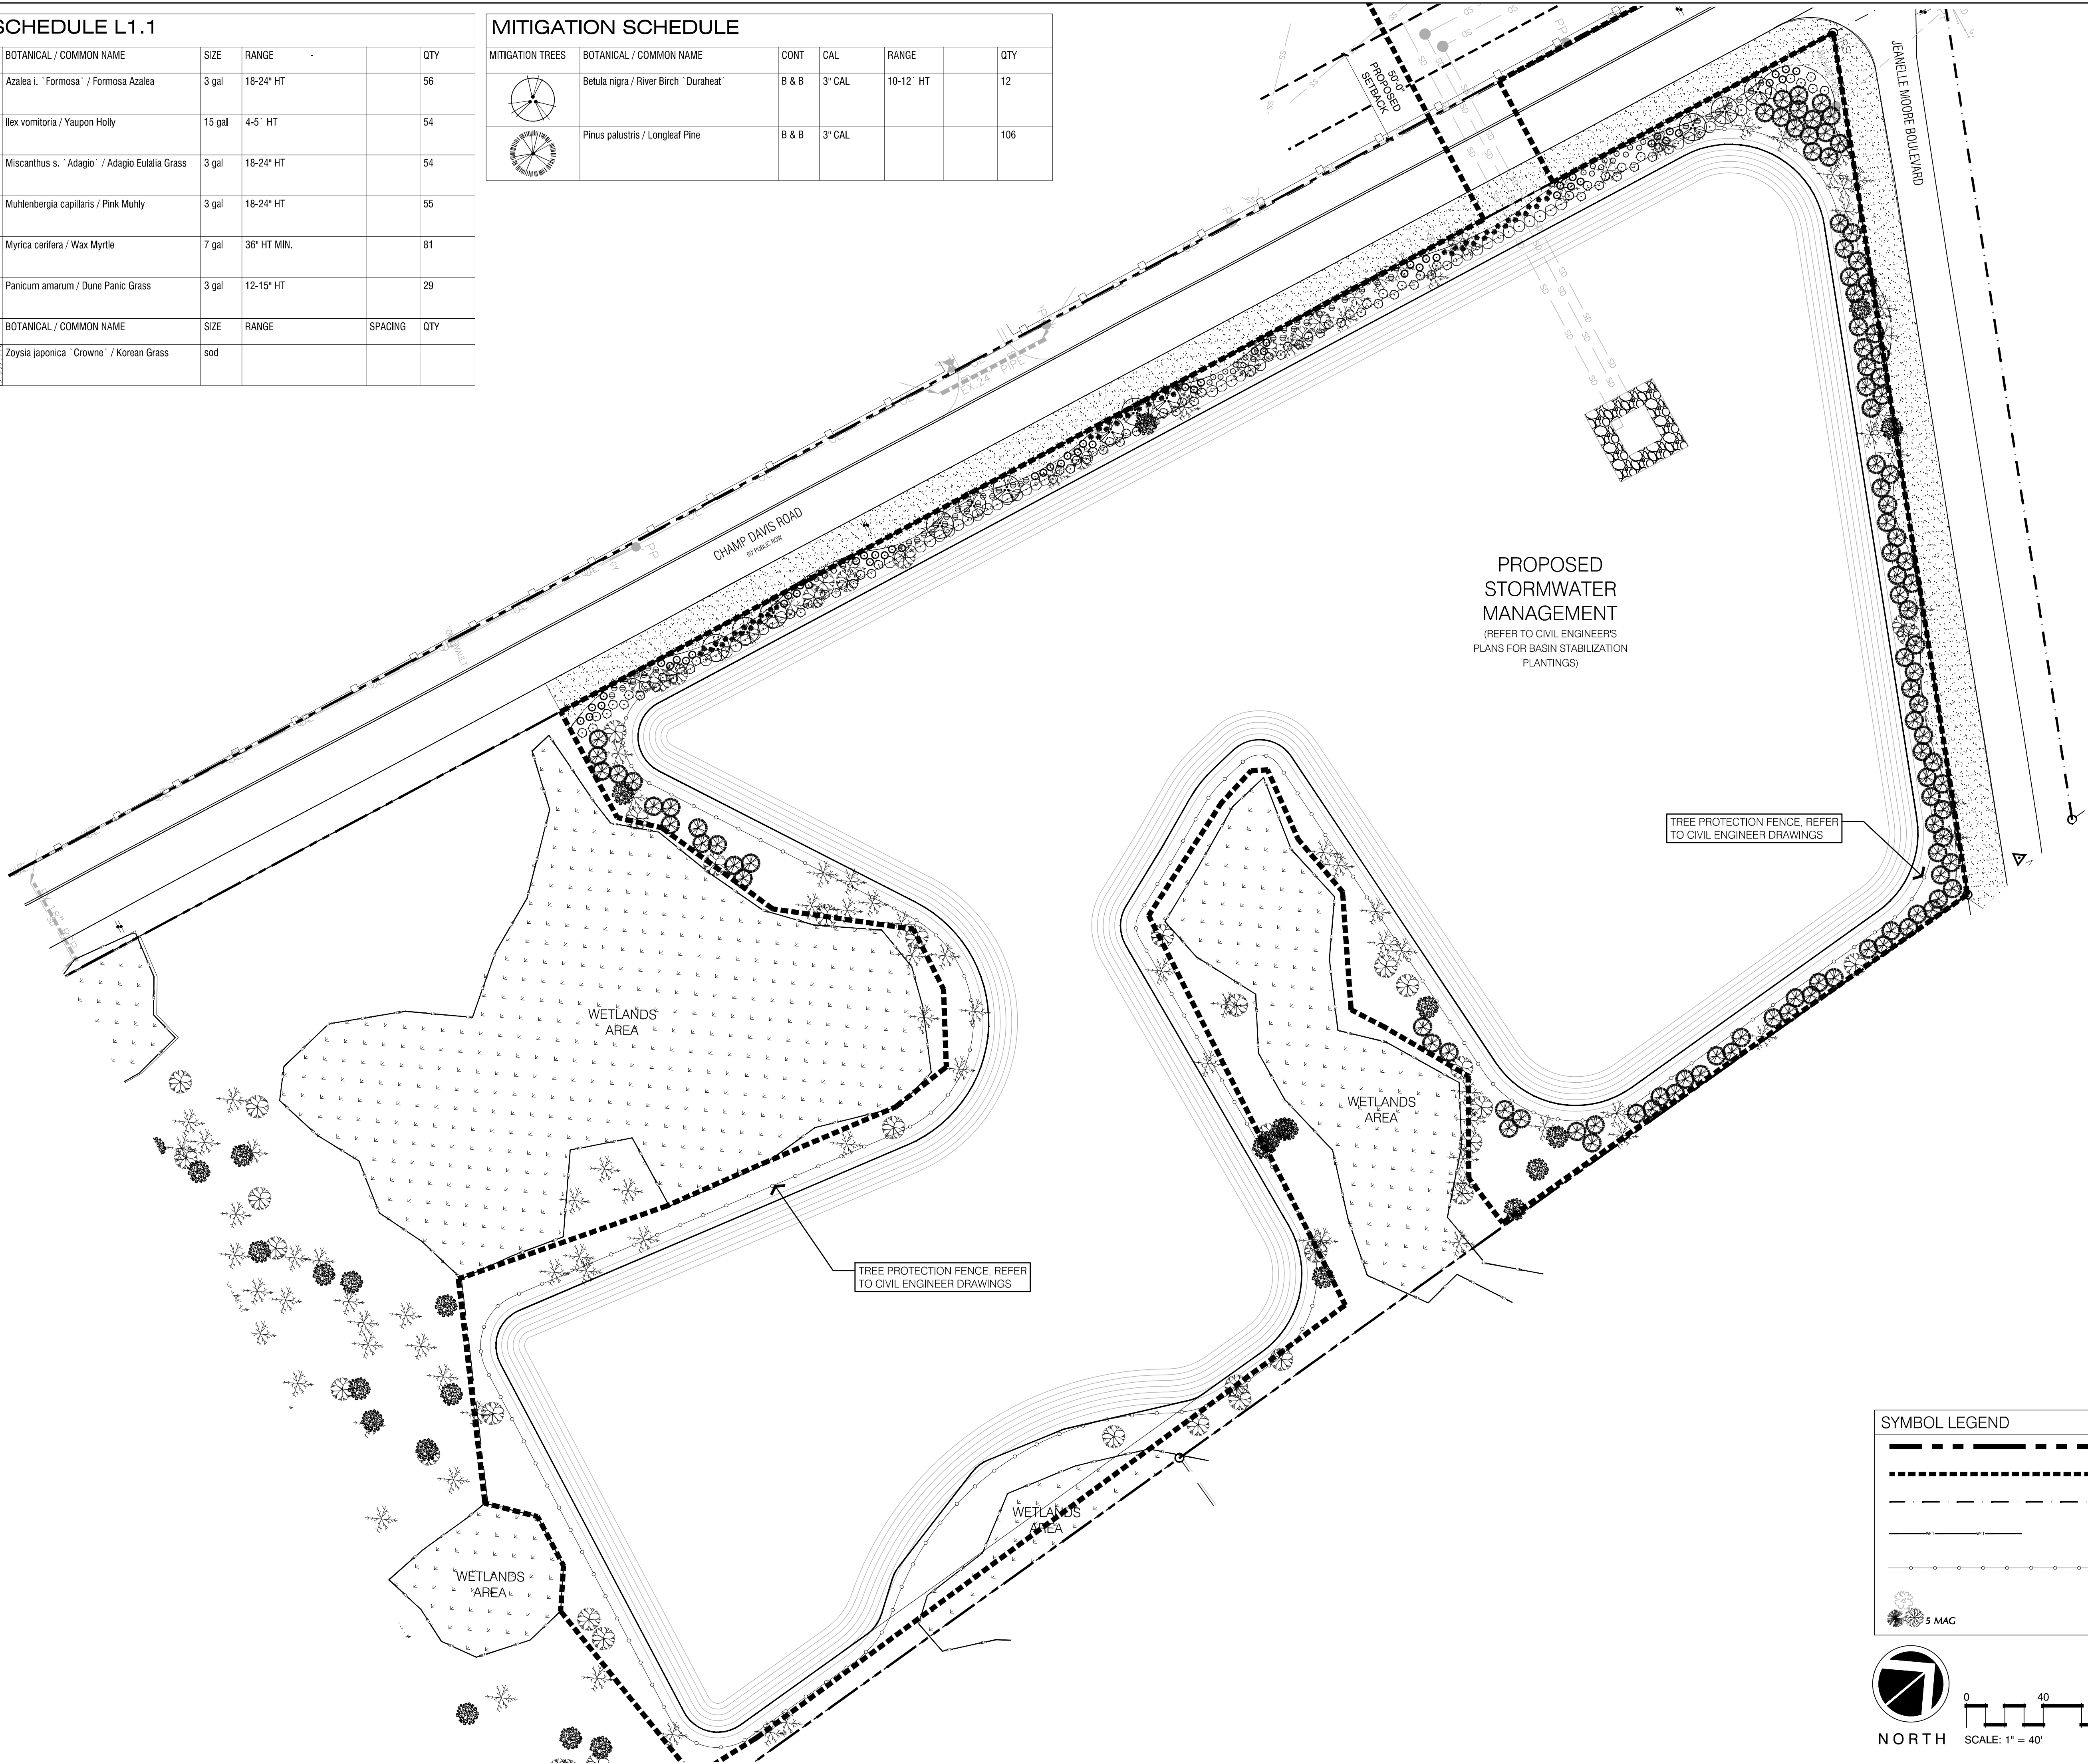 SCHEDULE L1.1
BOTANICAL / COMMON NAME SIZE RANGE - QTY
Azalea i. `Formosa` / Formosa Azalea 3 gal 18-24" HT 56
Ilex vomitoria / Yaupon Holly 15 gal 4-5` HT 54
Miscanthus s. `Adagio` / Adagio Eulalia Grass 3 gal 18-24" HT 54
Muhlenbergia capillaris / Pink Muhly 3 gal 18-24" HT 55
Myrica cerifera / Wax Myrtle 7 gal 36" HT MIN. 81
Panicum amarum / Dune Panic Grass 3 gal 12-15" HT 29
BOTANICAL / COMMON NAME SIZE RANGE SPACING QTY
Zoysia japonica `Crowne` / Korean Grass sod
MITIGATION SCHEDULE
MITIGATION TREES BOTANICAL / COMMON NAME CONT CAL RANGE QTY
Betula nigra / River Birch `Duraheat` B & B 3" CAL 10-12` HT 12
Pinus palustris / Longleaf Pine B & B 3" CAL 106
50'-0"
PROPOSED
SETBACK
JEANELLE MOORE BOULEVARD
EX.24" PIPE
CHAMP DAVIS ROAD
60' PUBLIC ROW
PROPOSED
STORMWATER
MANAGEMENT
(REFER TO CIVIL ENGINEER'S
PLANS FOR BASIN STABILIZATION
PLANTINGS)
TREE PROTECTION FENCE, REFER
TO CIVIL ENGINEER DRAWINGS
WETLANDS
AREA
WETLANDS
AREA
TREE PROTECTION FENCE, REFER
TO CIVIL ENGINEER DRAWINGS
WETLANDS
AREA
WETLANDS
AREA
SYMBOL LEGEND
5 MAG
NORTH
0 40
SCALE: 1" = 40'